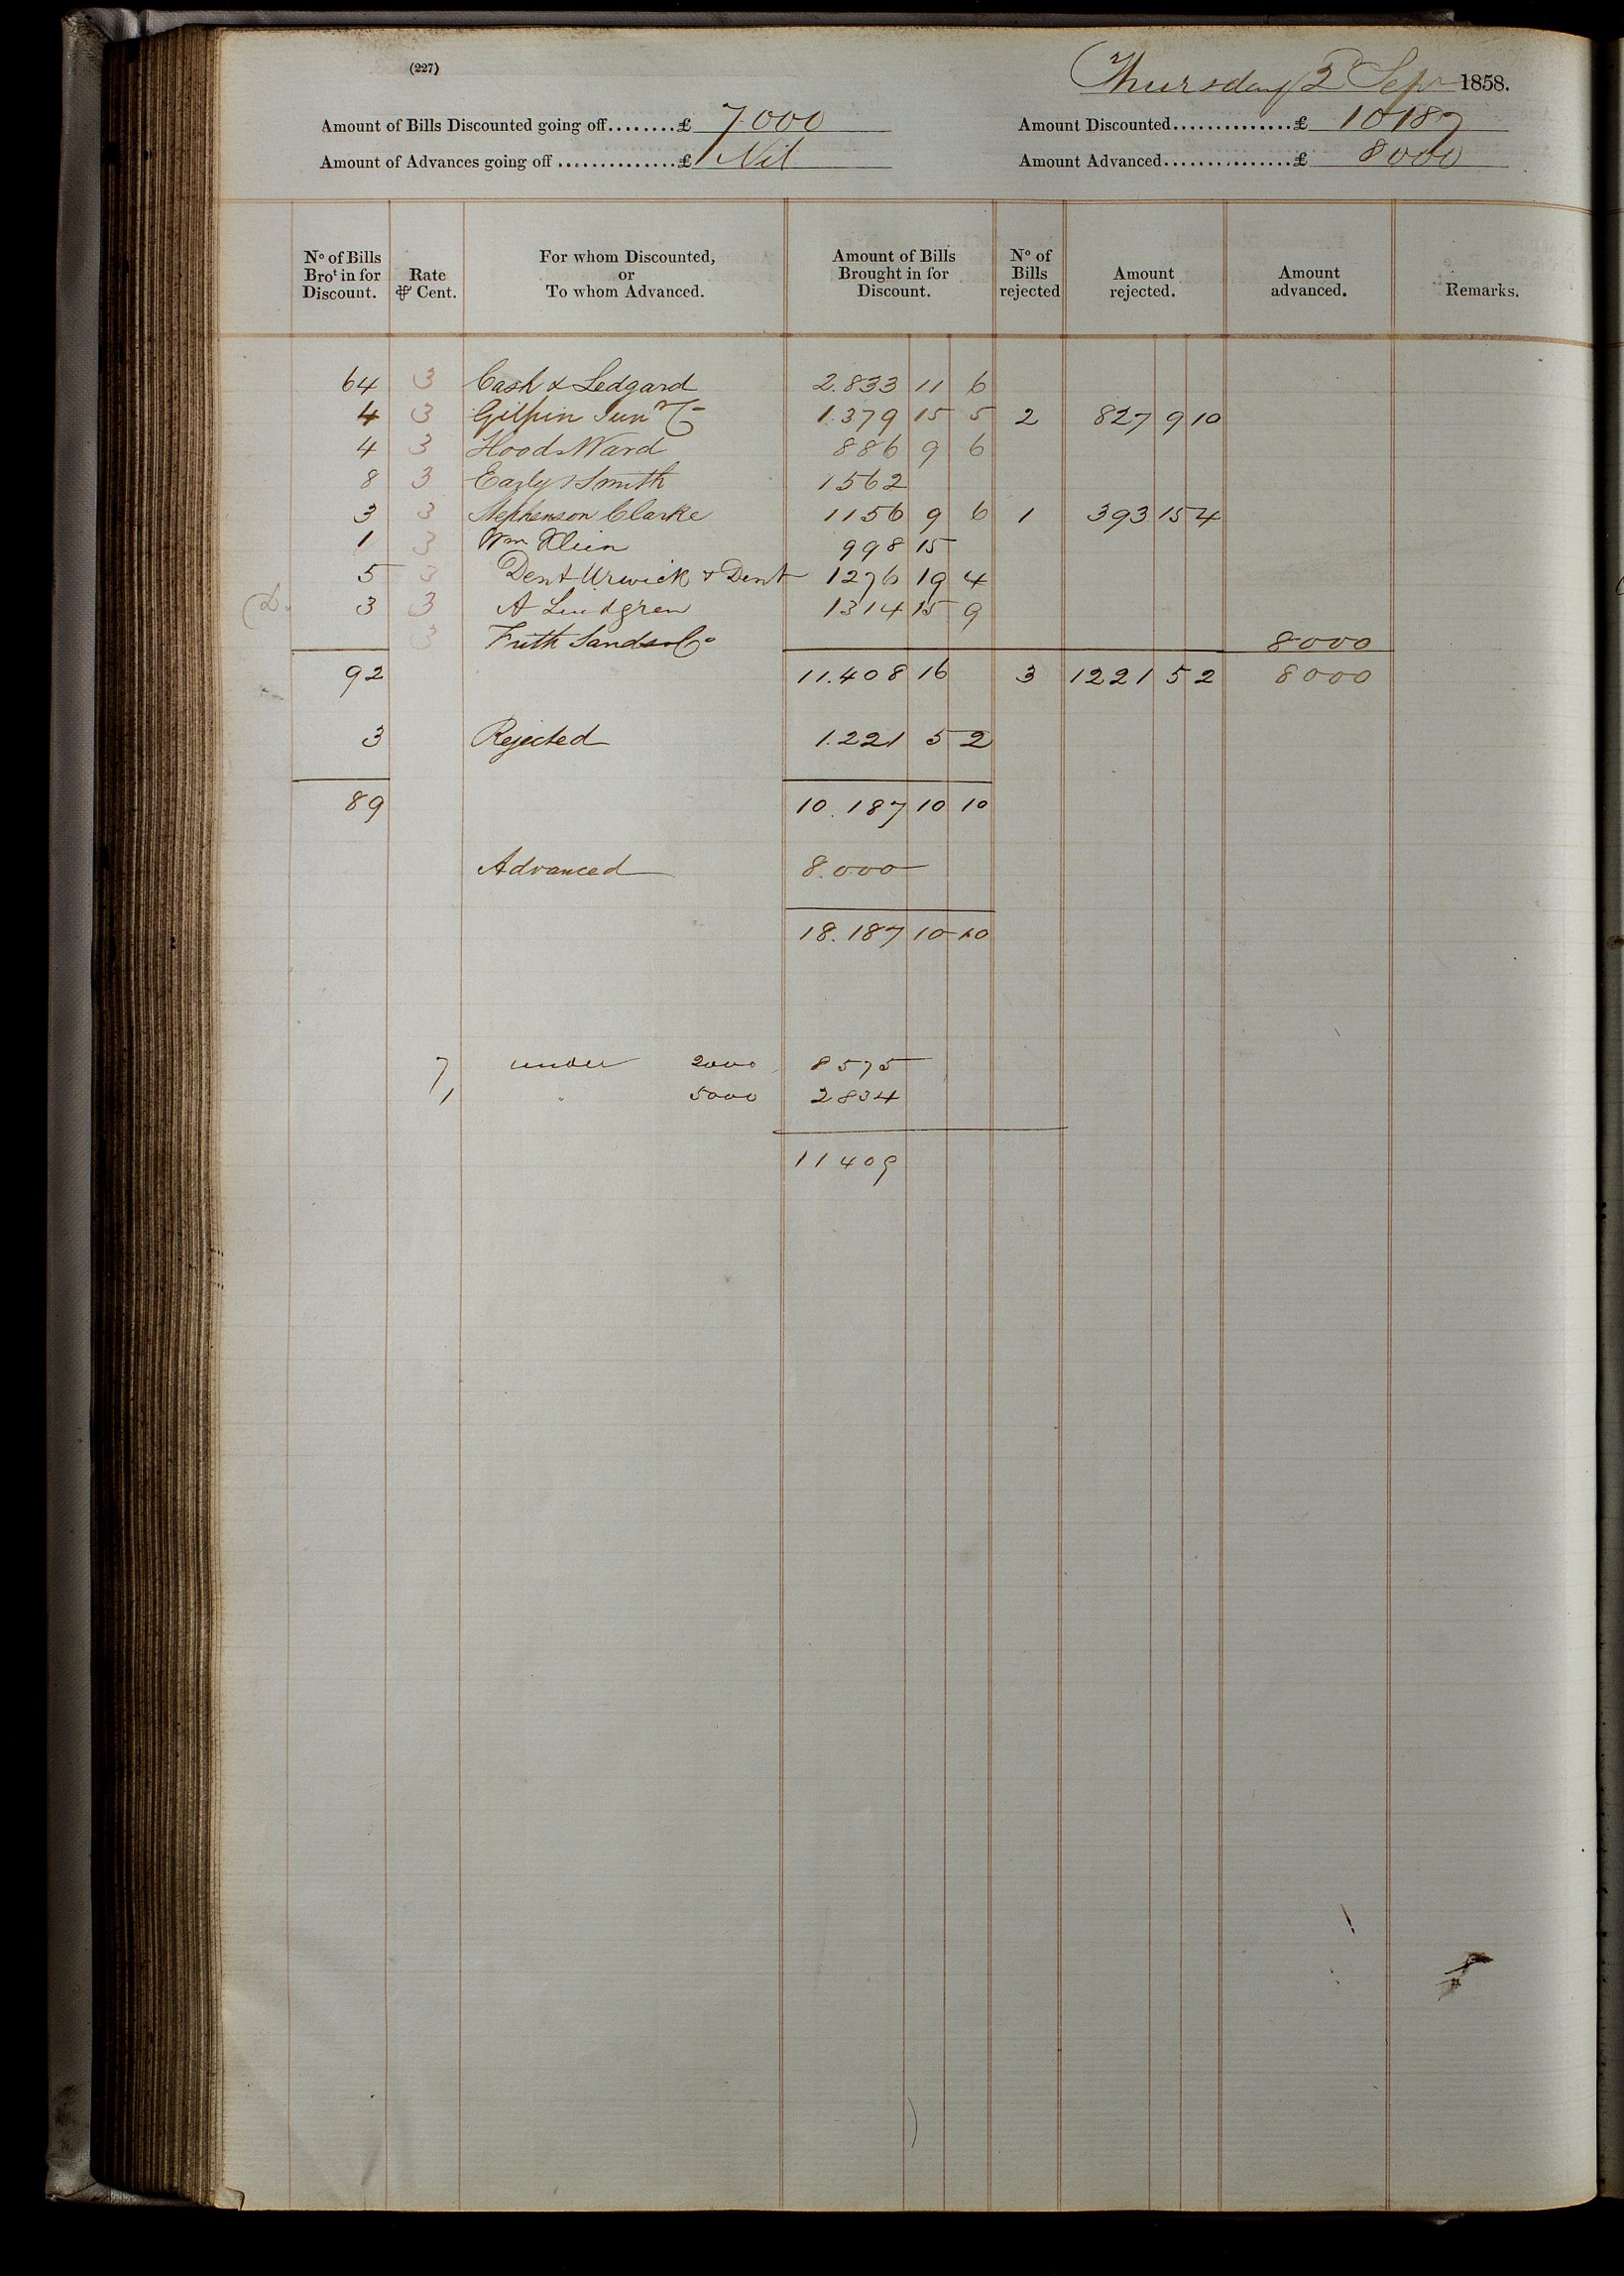 (227)
Thursday 2 Sepr 1858.
Amount of Bills Discounted going off........£ 7000
Amount Discounted..............£ 10187
Amount of Advances going off..............£ Nil
Amount Advanced...............£ 8000
No of Bills Brot in for Discount.
Rate ⅌ Cent.
For whom Discounted, or To whom Advanced.
Amount of Bills Brought in for Discount.
No of Bills rejected
Amount rejected.
Amount advanced.
Remarks.
64 3 Cash & Ledgard 2.833 11 6
4 3 Gilpin Junr & Co 1.379 15 5 2 827 9 10
4 3 Hood & Ward 886 9 6
8 3 Early & Smith 1562
3 3 Stephenson Clarke 1156 9 6 1 393 15 4
1 3 Wm Klein 998 15
5 3 Dent Urwick & Dent 1276 19 4
3 3 A Lindgren 1314 15 9
3 Frith Sands & Co 8000
92 11.408 16 3 1221 5 2 8000
3 Rejected 1.221 5 2
89 10.187 10 10
Advanced 8.000
18.187 10 10
7 under 2000 8575
1 " 5000 2834
11409